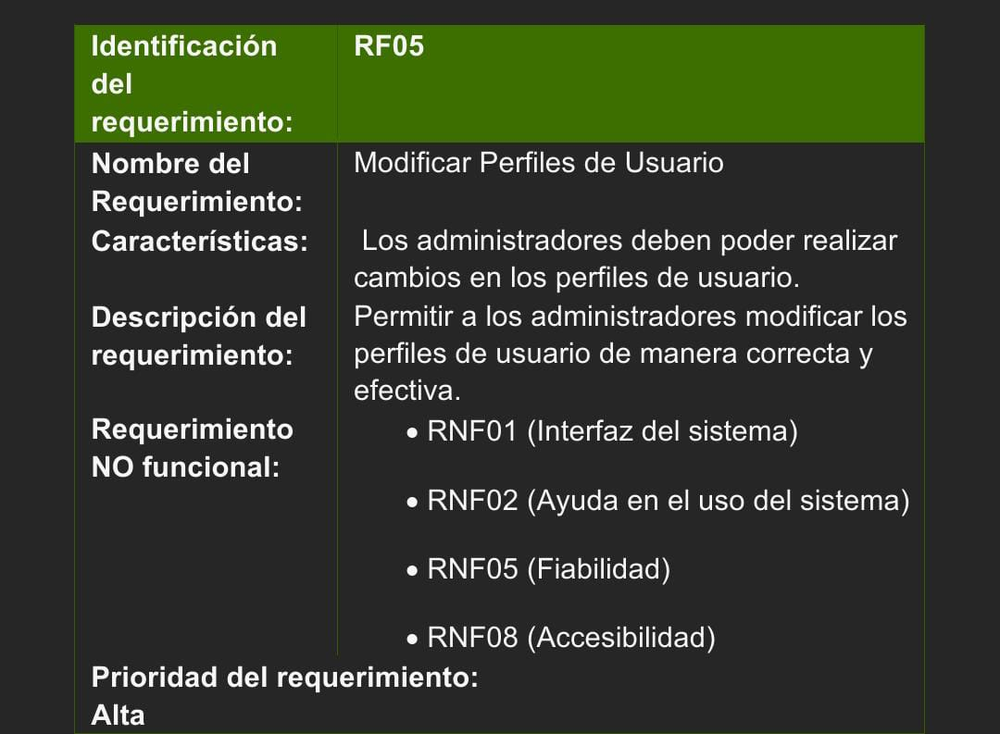 Identificación
del
requerimiento:
RF05
Nombre del
Requerimiento:
Modificar Perfiles de Usuario
Características:
Los administradores deben poder realizar
cambios en los perfiles de usuario.
Descripción del
requerimiento:
Permitir a los administradores modificar los
perfiles de usuario de manera correcta y
efectiva.
Requerimiento
NO funcional:
• RNF01 (Interfaz del sistema)
• RNF02 (Ayuda en el uso del sistema)
• RNF05 (Fiabilidad)
• RNF08 (Accesibilidad)
Prioridad del requerimiento:
Alta